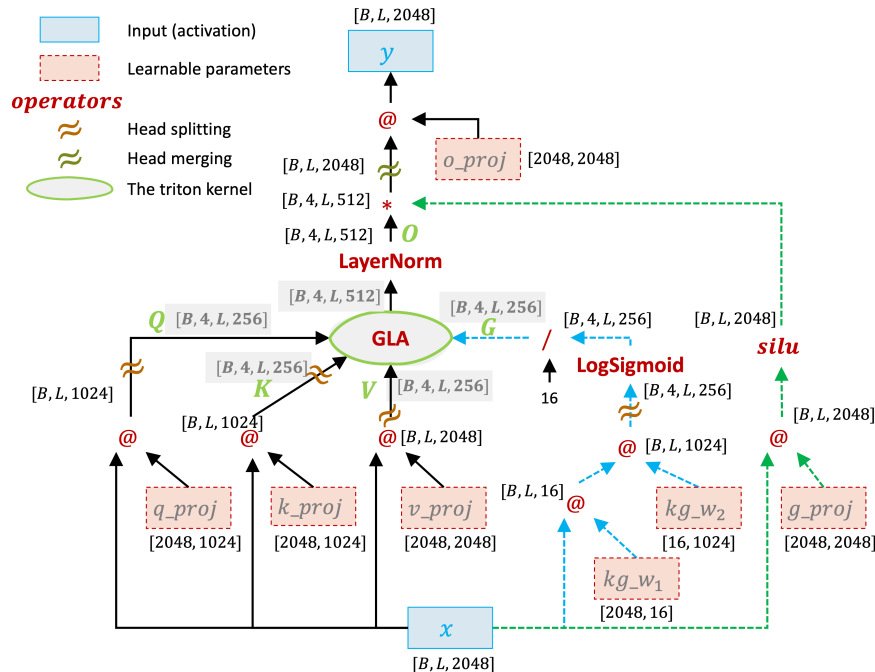 [B, L, 2048]
Input (activation)
y
Learnable parameters
operators
@
Head splitting
Head merging
[B, L, 2048]
o_proj
[2048, 2048]
The triton kernel
[B, 4, L, 512]
*
[B, 4, L, 512]
O
LayerNorm
[B, 4, L, 512]
Q
[B, 4, L, 256]
[B, 4, L, 256]
G
[B, 4, L, 256]
[B, L, 2048]
GLA
/
silu
LogSigmoid
[B, 4, L, 256]
K
V
[B, 4, L, 256]
16
[B, 4, L, 256]
[B, L, 1024]
[B, L, 1024]
[B, L, 2048]
@
@
@
[B, L, 2048]
@
[B, L, 1024]
@
[B, L, 16]
@
q_proj
k_proj
v_proj
kg_w₂
g_proj
[2048, 1024]
[2048, 1024]
[2048, 2048]
[16, 1024]
[2048, 2048]
kg_w₁
[2048, 16]
x
[B, L, 2048]